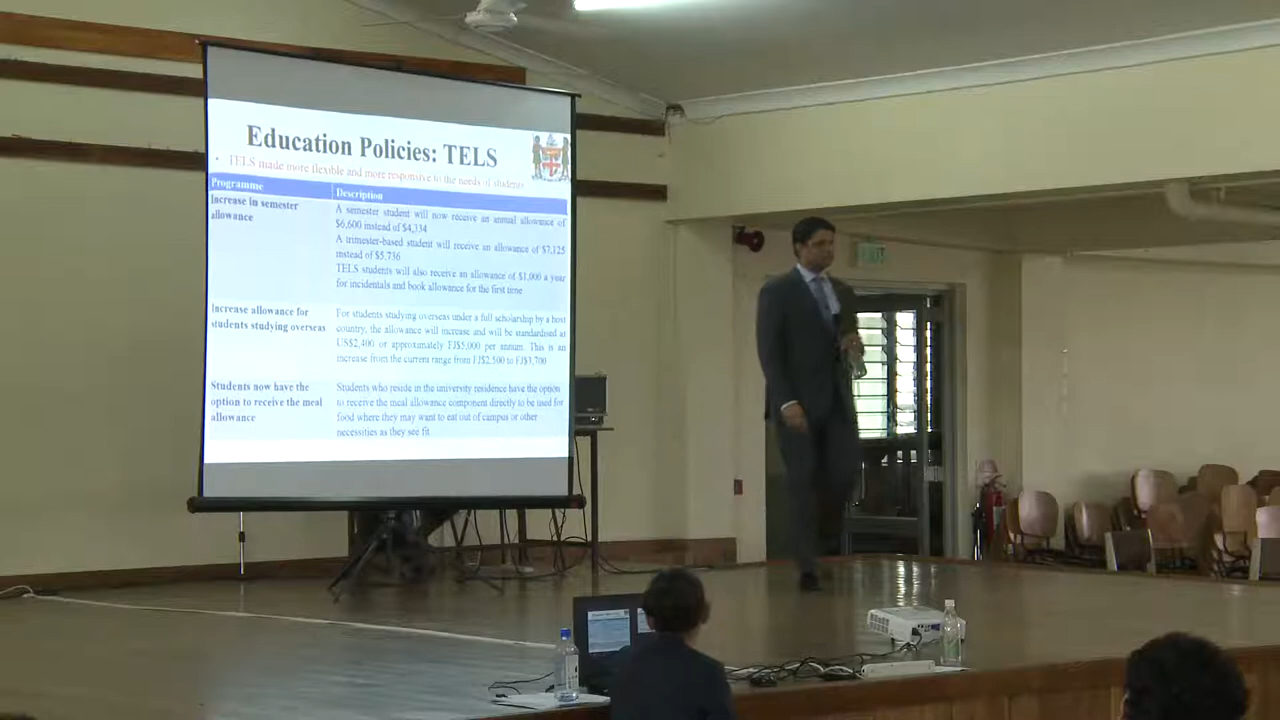 Education Policies: TELS
• TELS made more flexible and more responsive to the needs of students
Programme
Description
Increase in semester
allowance
A semester student will now receive an annual allowance of
$6,600 instead of $4,334
A trimester-based student will receive an allowance of $7,125
instead of $5,736
TELS students will also receive an allowance of $1,000 a year
for incidentals and book allowance for the first time
Increase allowance for
students studying overseas
For students studying overseas under a full scholarship by a host
country, the allowance will increase and will be standardised at
US$2,400 or approximately FJ$5,000 per annum. This is an
increase from the current range from FJ$2,500 to FJ$3,700
Students now have the
option to receive the meal
allowance
Students who reside in the university residence have the option
to receive the meal allowance component directly to be used for
food where they may want to eat out of campus or other
necessities as they see fit
EXIT